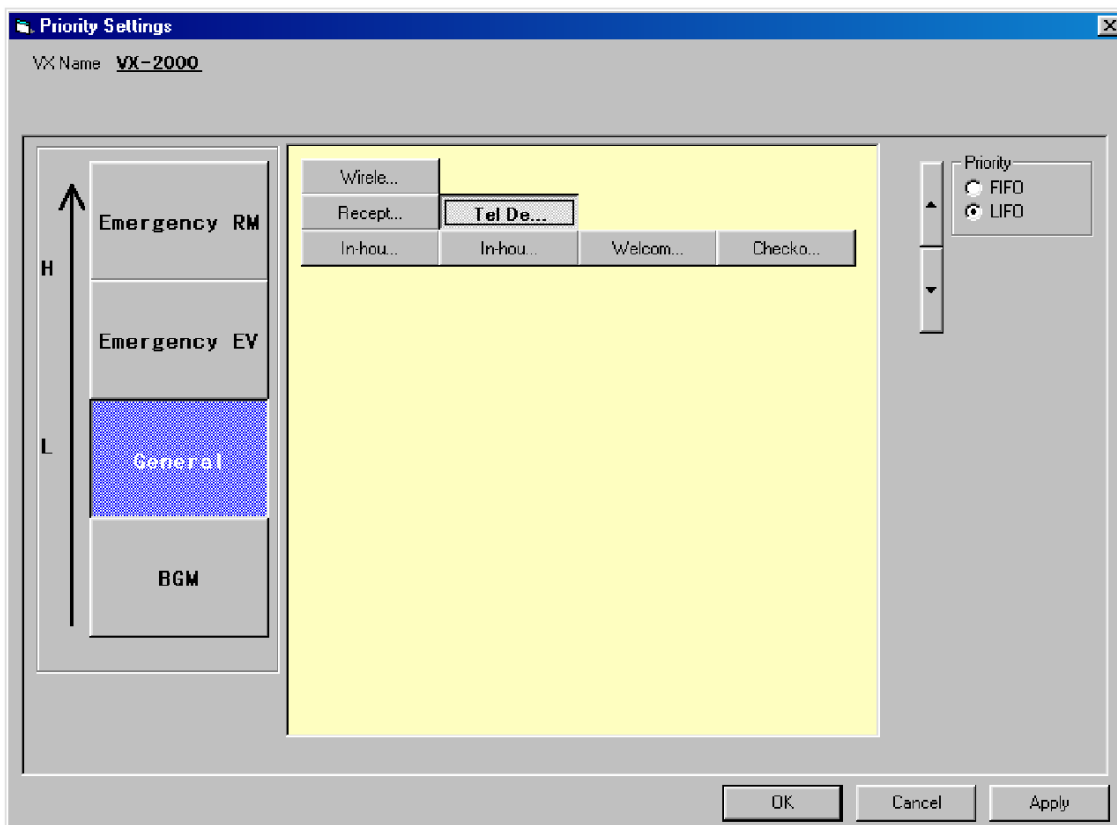 Priority Settings
VX Name VX-2000
H
L
Emergency RM
Emergency EV
General
BGM
Wirele...
Recept... Tel De...
In-hou... In-hou... Welcom... Checko...
Priority
FIFO
LIFO
OK Cancel Apply